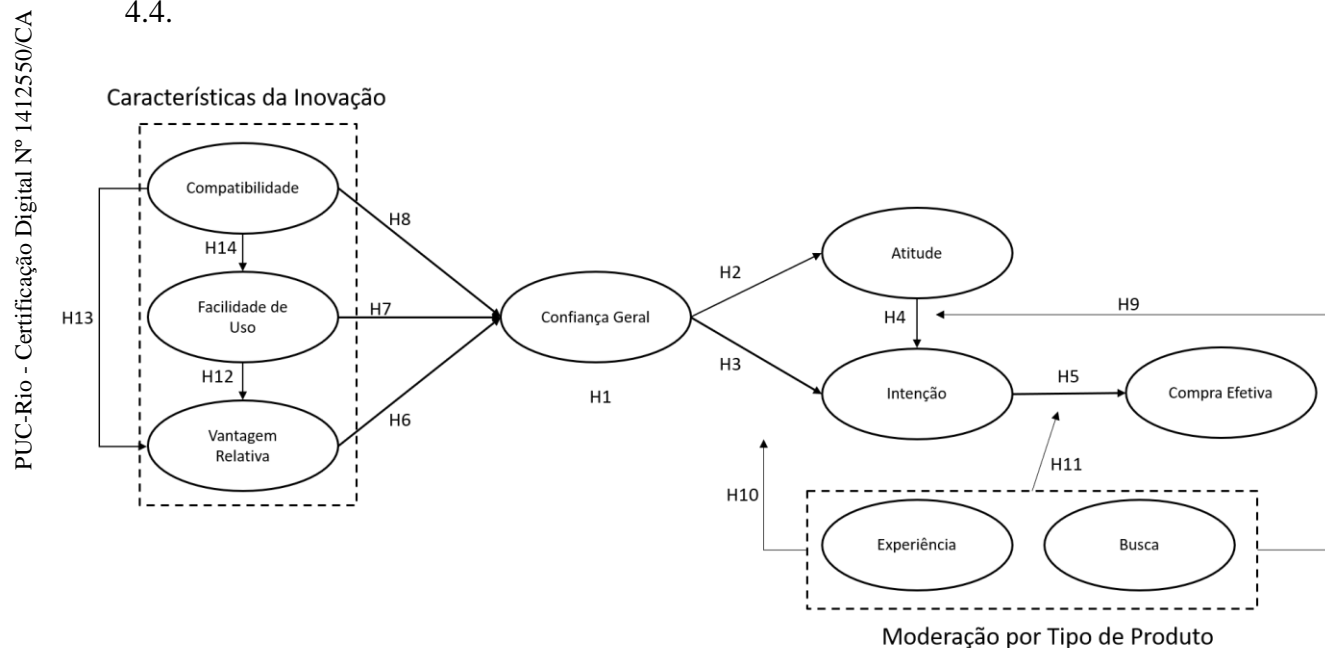 4.4.
PUC-Rio - Certificação Digital Nº 1412550/CA
Características da Inovação
Compatibilidade
H8
H14
Facilidade de
Uso
H7
H13
H12
Vantagem
Relativa
H6
Confiança Geral
H1
H2
H3
Atitude
H4
H9
Intenção
H5
Compra Efetiva
H10
H11
Experiência
Busca
Moderação por Tipo de Produto